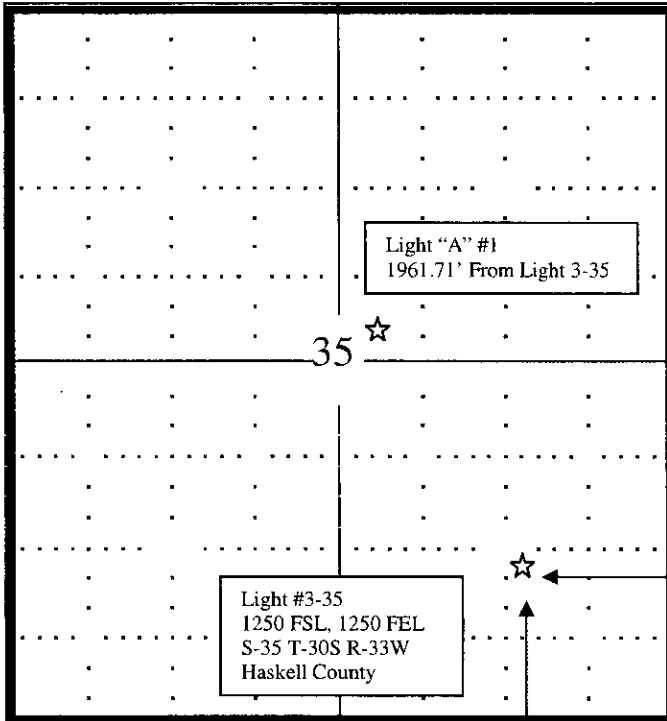 Light “A” #1
1961.71’ From Light 3-35
35
Light #3-35
1250 FSL, 1250 FEL
S-35 T-30S R-33W
Haskell County